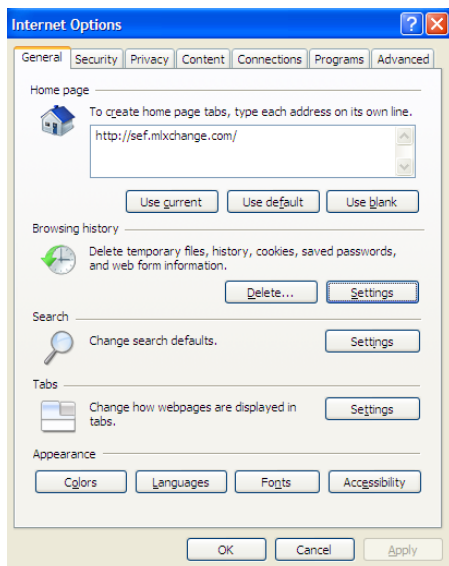 Internet Options
General Security Privacy Content Connections Programs Advanced
Home page
To create home page tabs, type each address on its own line.
http://sef.mlxchange.com/
Use current Use default Use blank
Browsing history
Delete temporary files, history, cookies, saved passwords,
and web form information.
Delete... Settings
Search
Change search defaults. Settings
Tabs
Change how webpages are displayed in
tabs.
Settings
Appearance
Colors Languages Fonts Accessibility
OK Cancel Apply